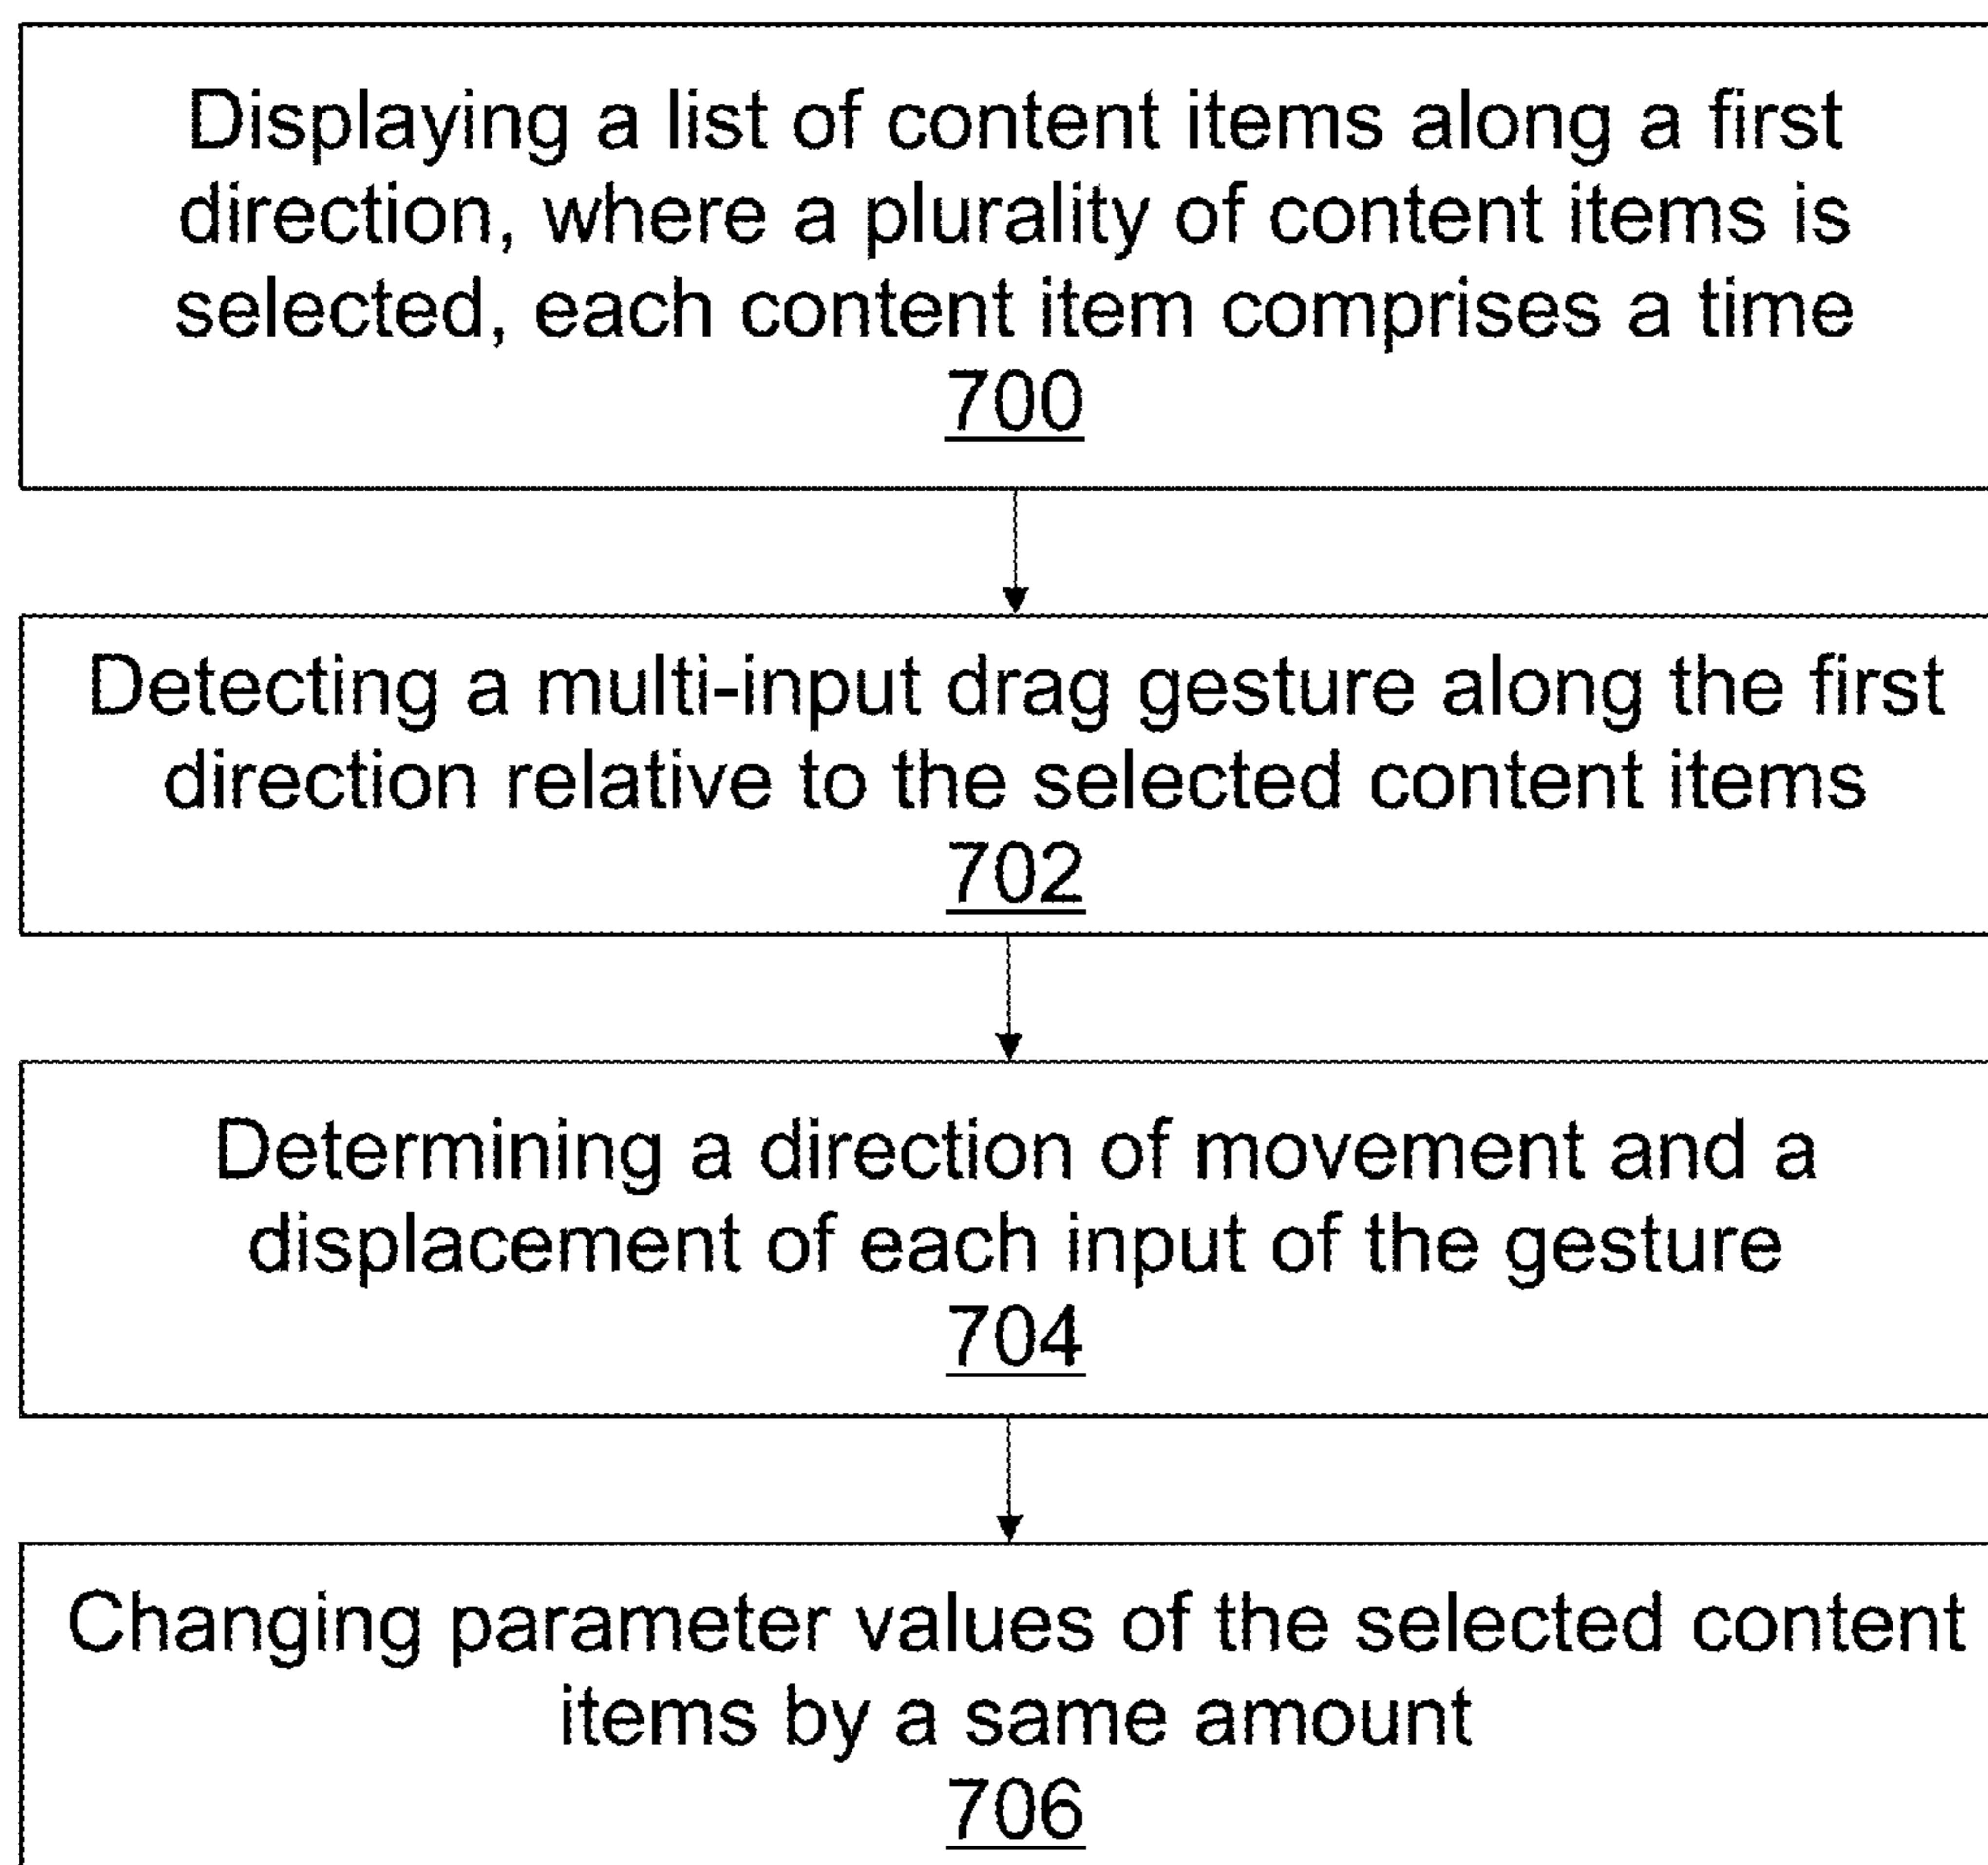 Displaying a list of content items along a first
direction, where a plurality of content items is
selected, each content item comprises a time
700
Detecting a multi-input drag gesture along the first
direction relative to the selected content items
702
Determining a direction of movement and a
displacement of each input of the gesture
704
Changing parameter values of the selected content
items by a same amount
706